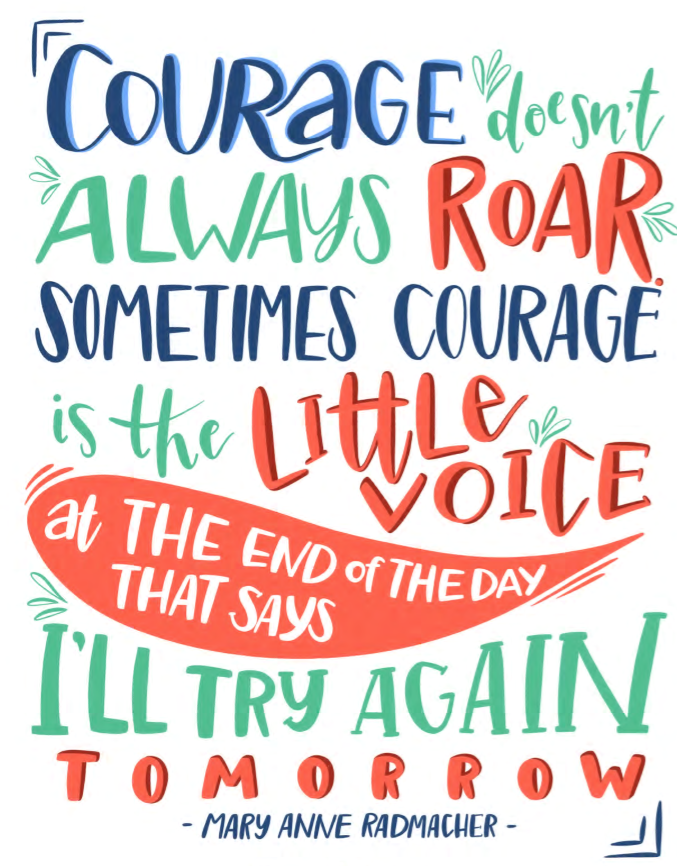 COURAGE doesn't
ALWAYS ROAR.
SOMETIMES COURAGE
is the LITTLE
VOICE
at THE END of THE DAY
THAT SAYS
I'LL TRY AGAIN
TOMORROW
- MARY ANNE RADMACHER -